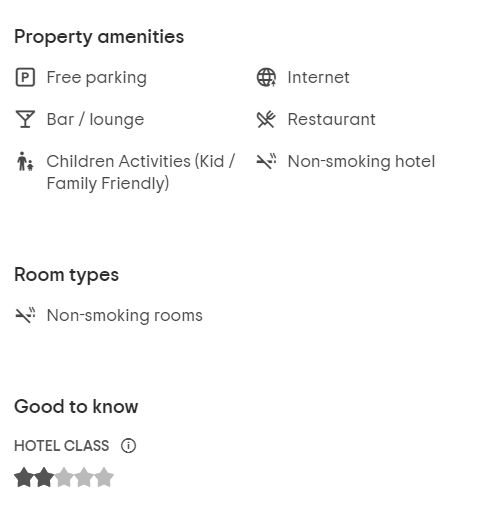 Property amenities
Free parking
Internet
Bar / lounge
Restaurant
Children Activities (Kid /
Family Friendly)
Non-smoking hotel
Room types
Non-smoking rooms
Good to know
HOTEL CLASS